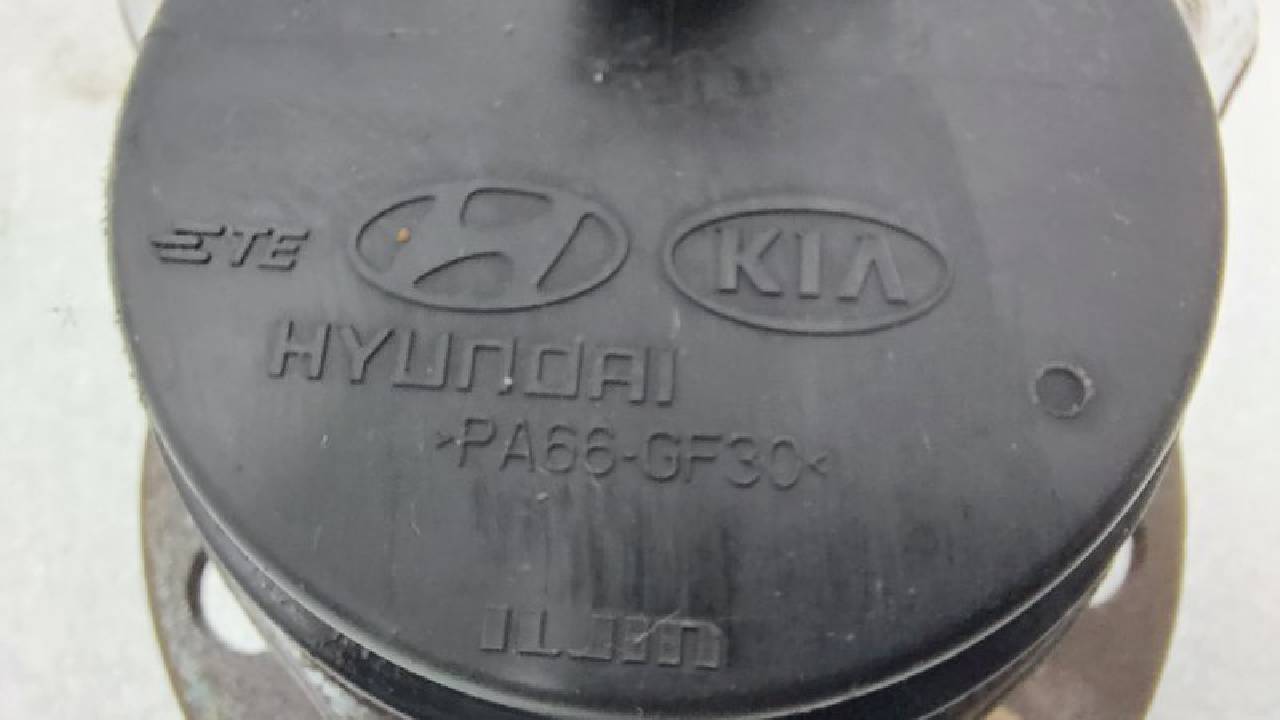 TE KIA
HYUNDAI
>PA66-GF30<
ILJIN